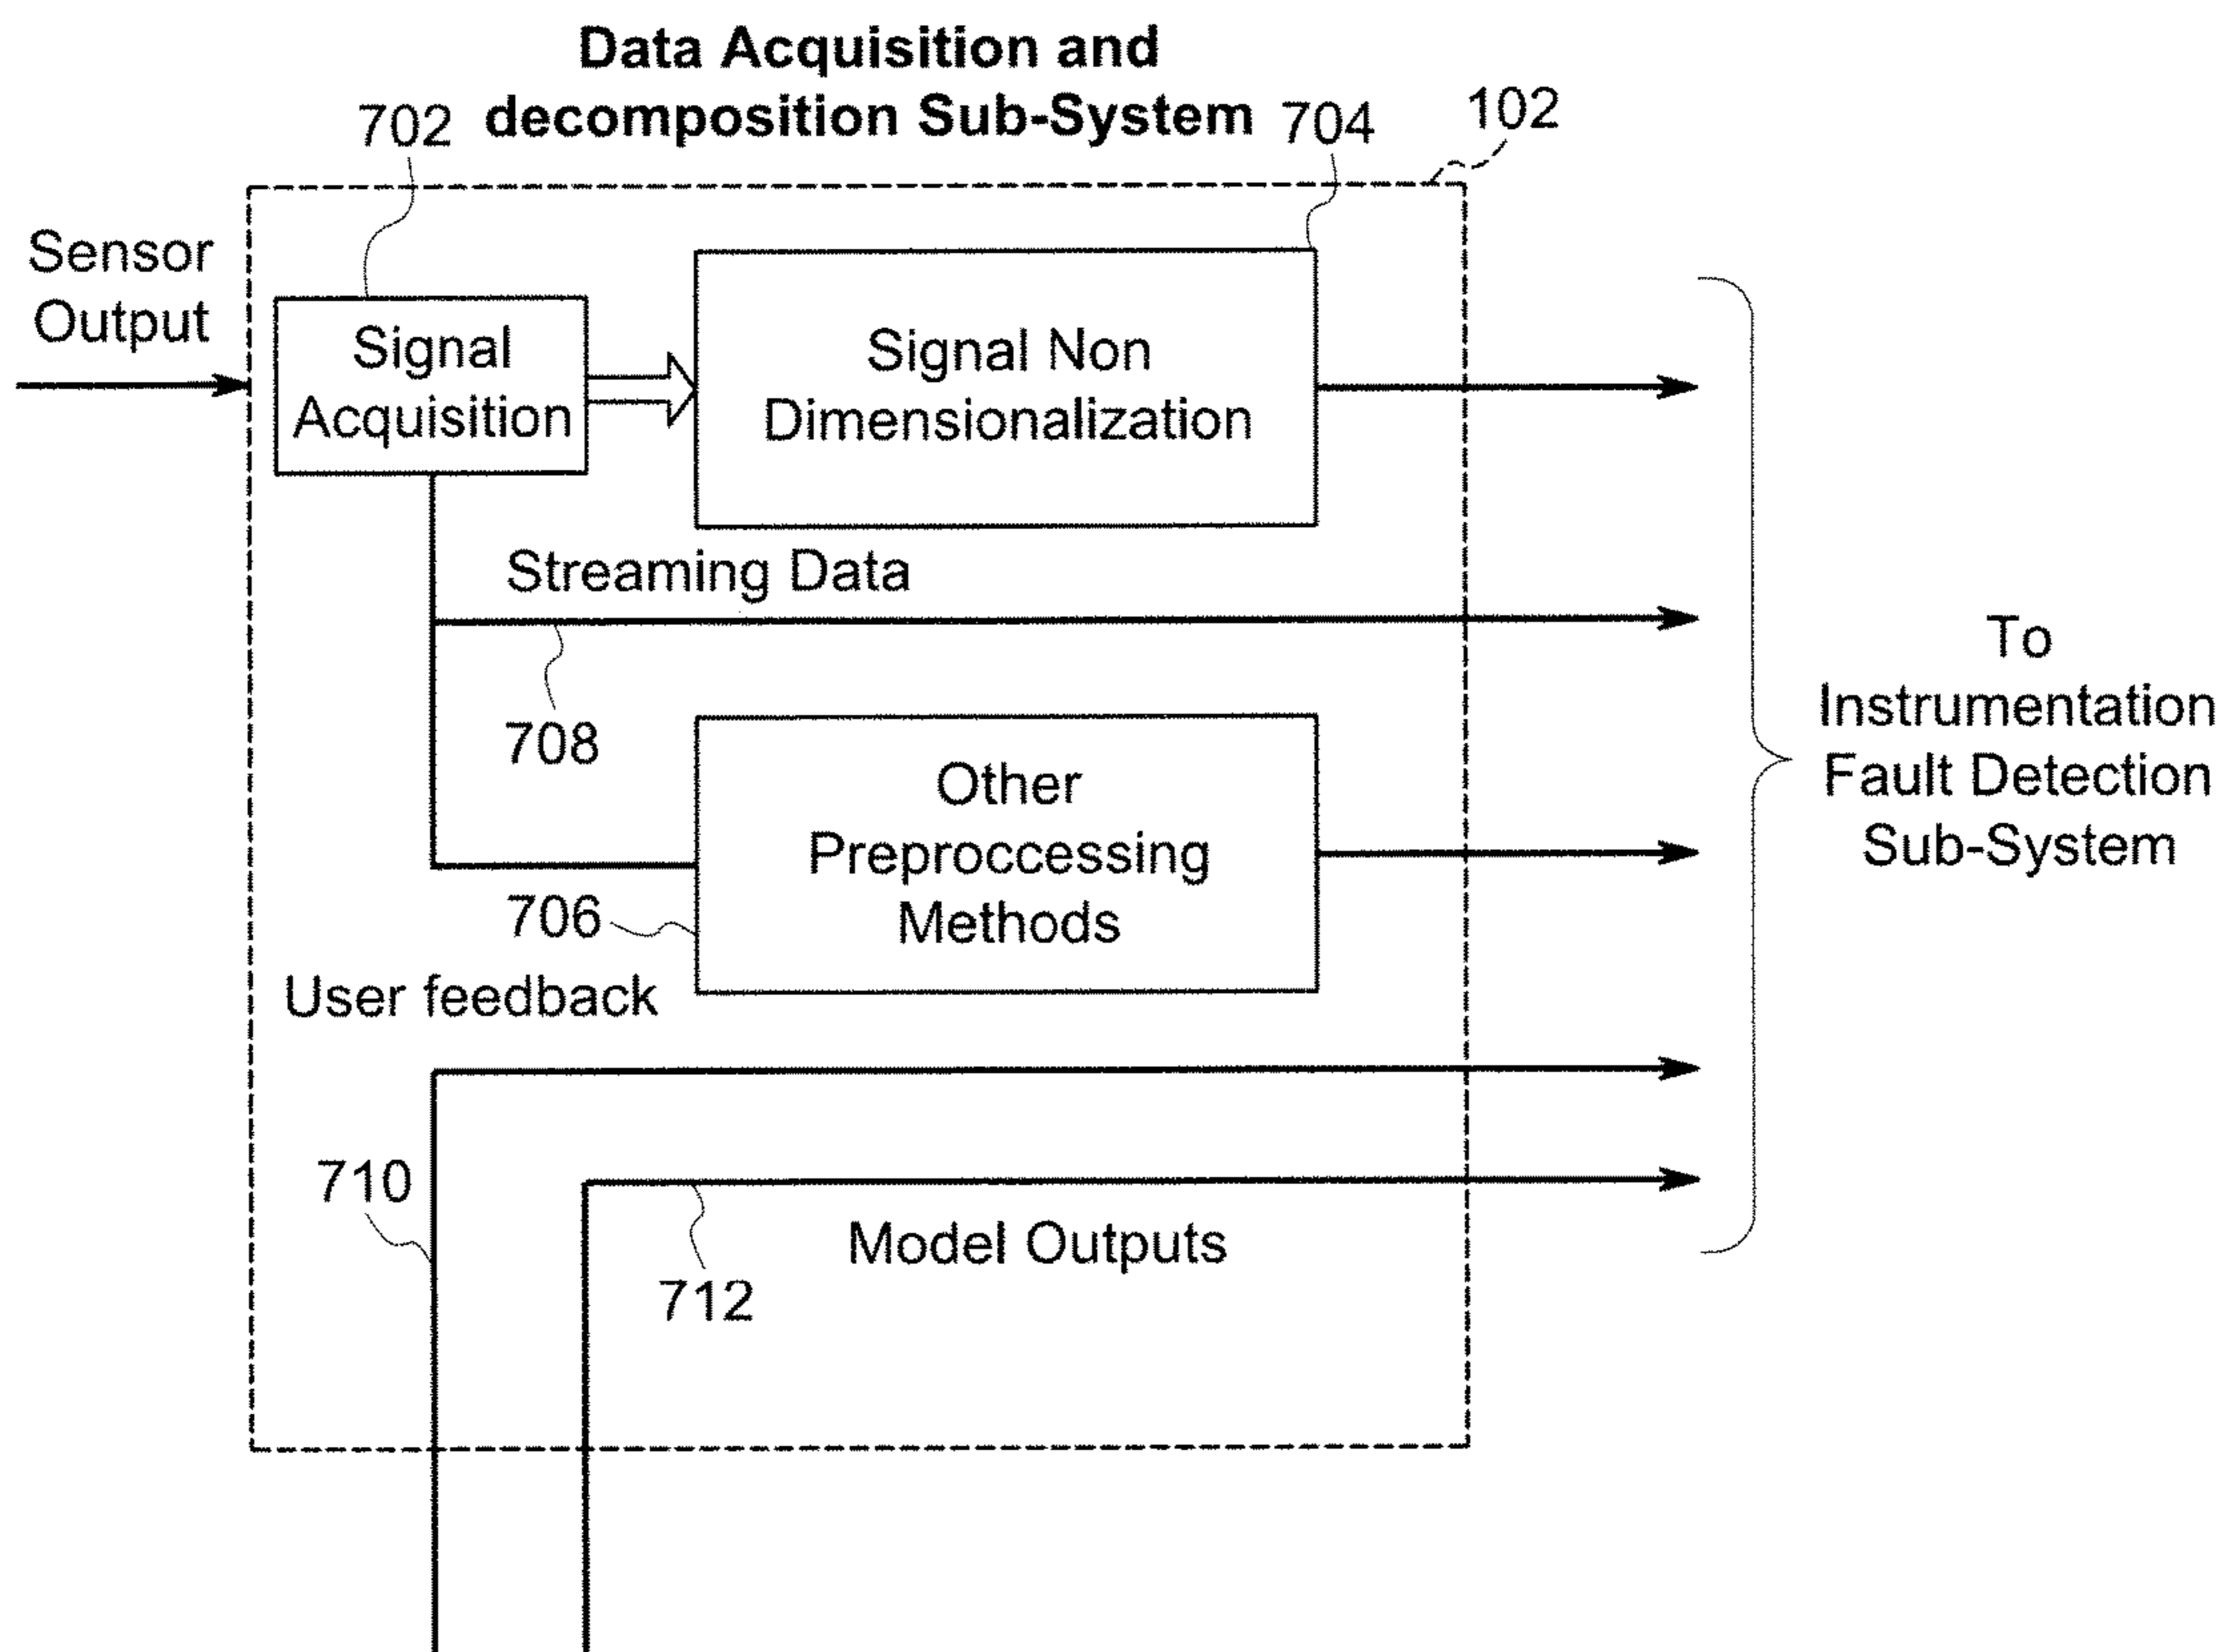 Data Acquisition and
decomposition Sub-System
702
704
102
Sensor
Output
Signal
Acquisition
Signal Non
Dimensionalization
Streaming Data
708
Other
Preproccessing
Methods
706
User feedback
710
712
Model Outputs
To
Instrumentation
Fault Detection
Sub-System